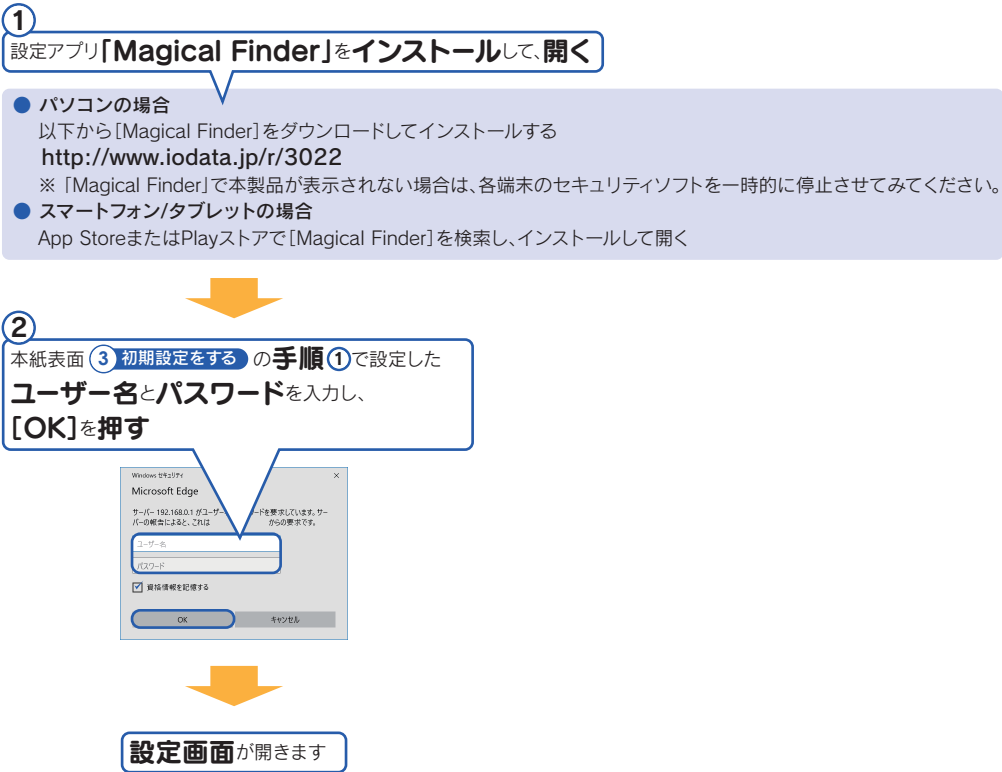 ①
設定アプリ「Magical Finder」をインストールして、開く
● パソコンの場合
以下から[Magical Finder]をダウンロードしてインストールする
http://www.iodata.jp/r/3022
※「Magical Finder」で本製品が表示されない場合は、各端末のセキュリティソフトを一時的に停止させてみてください。
● スマートフォン/タブレットの場合
App StoreまたはPlayストアで[Magical Finder]を検索し、インストールして開く
②
本紙表面 ③ 初期設定をする の手順①で設定した
ユーザー名とパスワードを入力し、
[OK]を押す
Windows セキュリティ ×
Microsoft Edge
サーバー 192.168.0.1 がユーザー ードを要求しています。サー
バーの報告によると、これは からの要求です。
ユーザー名
パスワード
資格情報を記憶する
OK キャンセル
設定画面が開きます